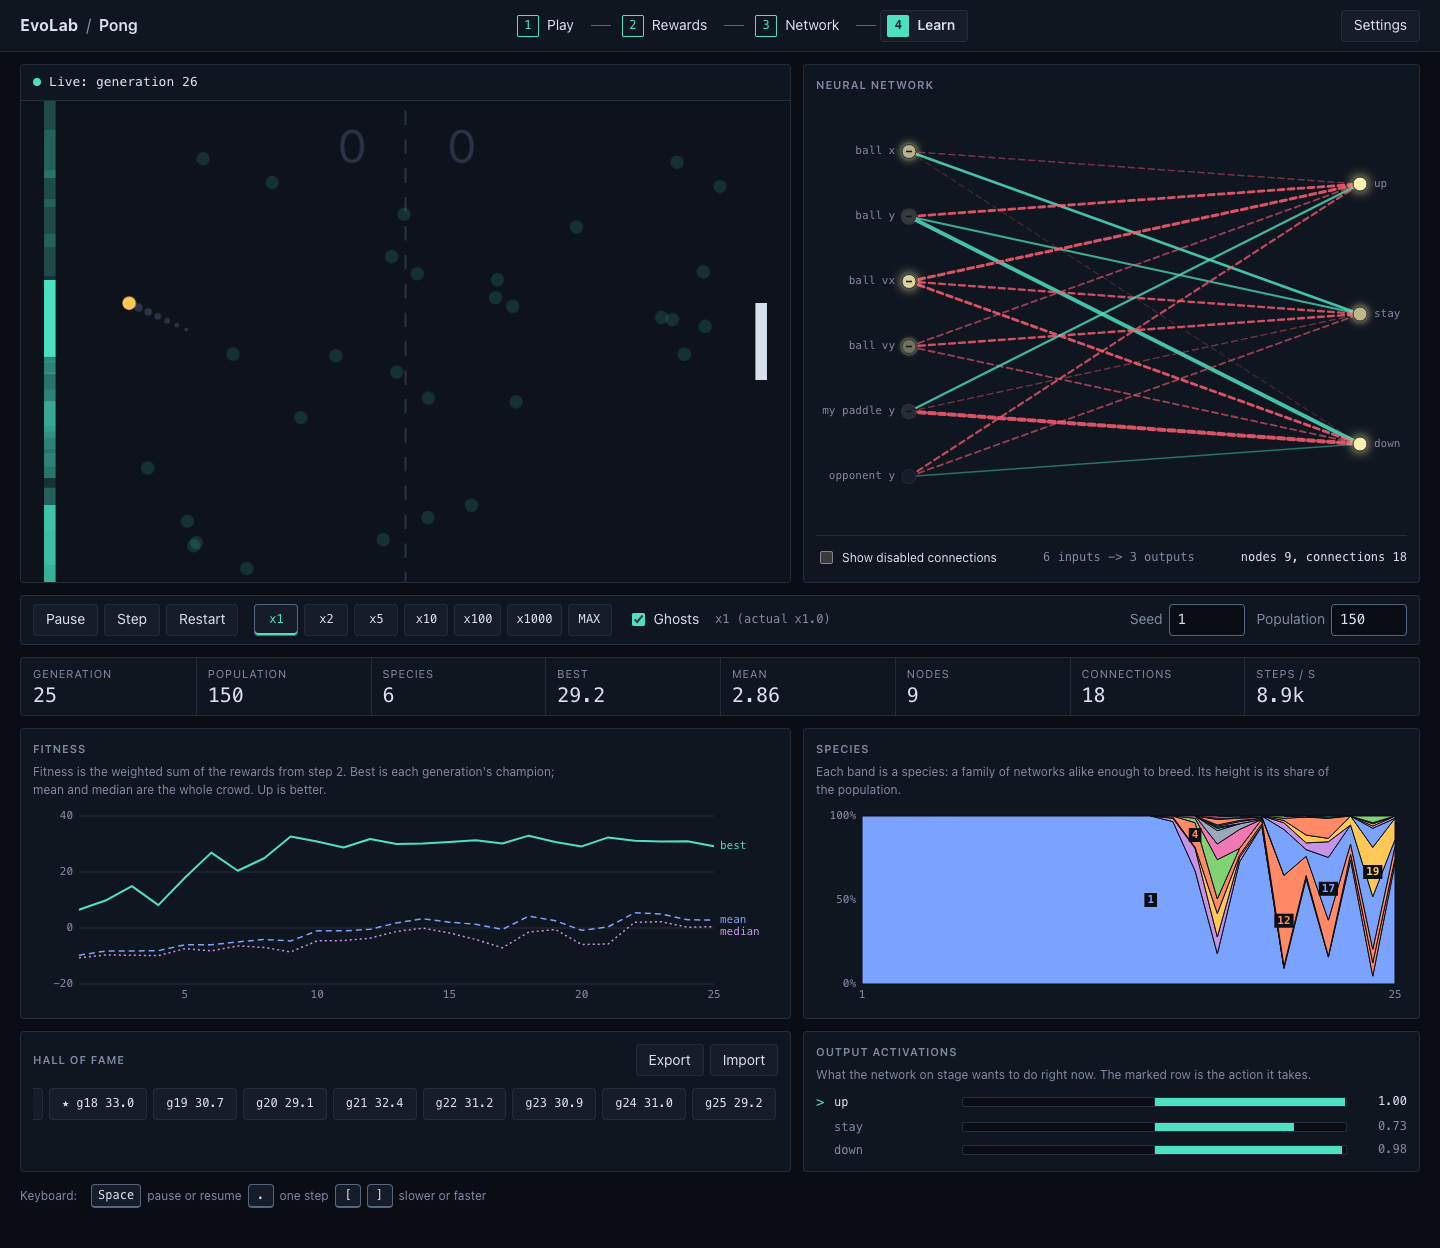 EvoLab / Pong
1 Play
2 Rewards
3 Network
4 Learn
Settings
Live: generation 26
0 0
NEURAL NETWORK
ball x
ball y
ball vx
ball vy
my paddle y
opponent y
up
stay
down
Show disabled connections
6 inputs –> 3 outputs
nodes 9, connections 18
Pause
Step
Restart
x1
x2
x5
x10
x100
x1000
MAX
Ghosts
x1 (actual x1.0)
Seed 1
Population 150
GENERATION
25
POPULATION
150
SPECIES
6
BEST
29.2
MEAN
2.86
NODES
9
CONNECTIONS
18
STEPS / S
8.9k
FITNESS
Fitness is the weighted sum of the rewards from step 2. Best is each generation's champion;
mean and median are the whole crowd. Up is better.
40
20
0
−20
5
10
15
20
25
best
mean
median
SPECIES
Each band is a species: a family of networks alike enough to breed. Its height is its share of
the population.
100%
50%
0%
1
25
4
1
12
17
19
HALL OF FAME
Export
Import
★ g18 33.0
g19 30.7
g20 29.1
g21 32.4
g22 31.2
g23 30.9
g24 31.0
g25 29.2
OUTPUT ACTIVATIONS
What the network on stage wants to do right now. The marked row is the action it takes.
> up 1.00
stay 0.73
down 0.98
Keyboard: Space pause or resume . one step [ ] slower or faster